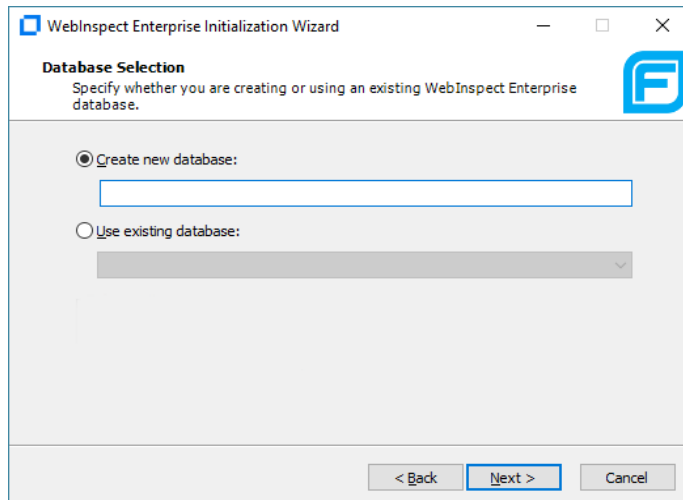 WebInspect Enterprise Initialization Wizard
Database Selection
Specify whether you are creating or using an existing WebInspect Enterprise
database.
Create new database:
Use existing database:
< Back Next > Cancel